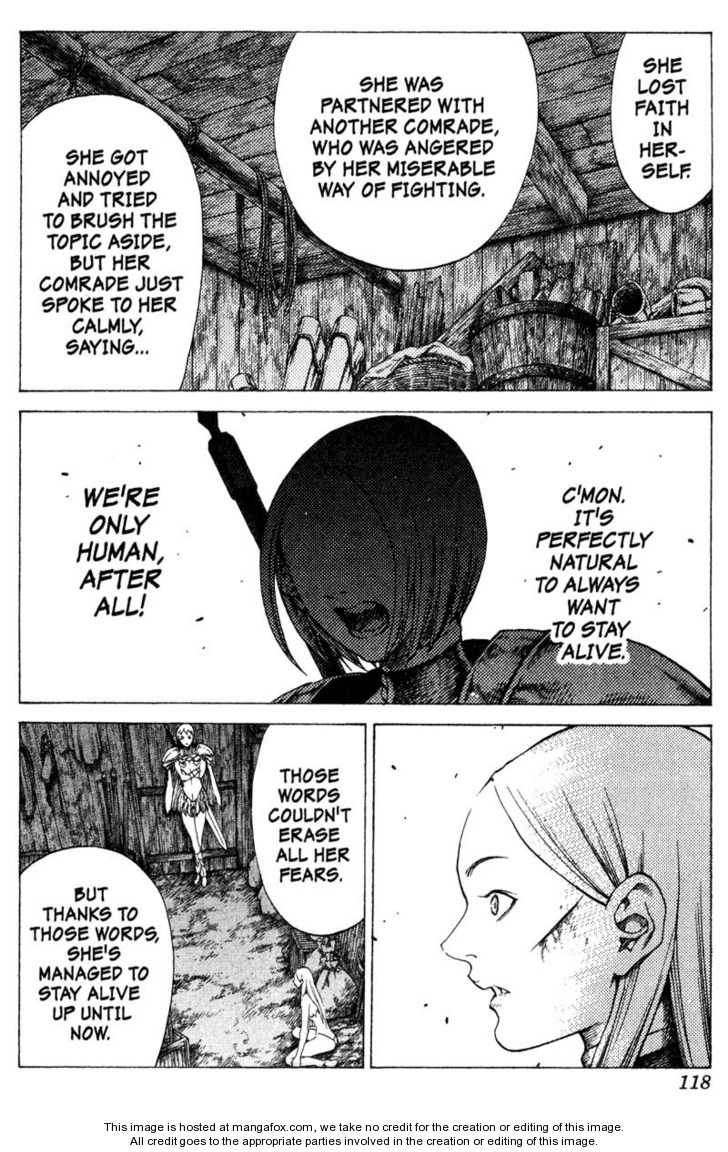 SHE
LOST
FAITH
IN
HER-
SELF.
SHE WAS
PARTNERED WITH
ANOTHER COMRADE,
WHO WAS ANGERED
BY HER MISERABLE
WAY OF FIGHTING.
SHE GOT
ANNOYED
AND TRIED
TO BRUSH THE
TOPIC ASIDE,
BUT HER
COMRADE JUST
SPOKE TO HER
CALMLY,
SAYING...
C'MON.
IT'S
PERFECTLY
NATURAL
TO ALWAYS
WANT
TO STAY
ALIVE.
WE'RE
ONLY
HUMAN,
AFTER
ALL!
THOSE
WORDS
COULDN'T
ERASE
ALL HER
FEARS.
BUT
THANKS TO
THOSE WORDS,
SHE'S
MANAGED TO
STAY ALIVE
UP UNTIL
NOW.
118
This image is hosted at mangafox.com, we take no credit for the creation or editing of this image.
All credit goes to the appropriate parties involved in the creation or editing of this image.